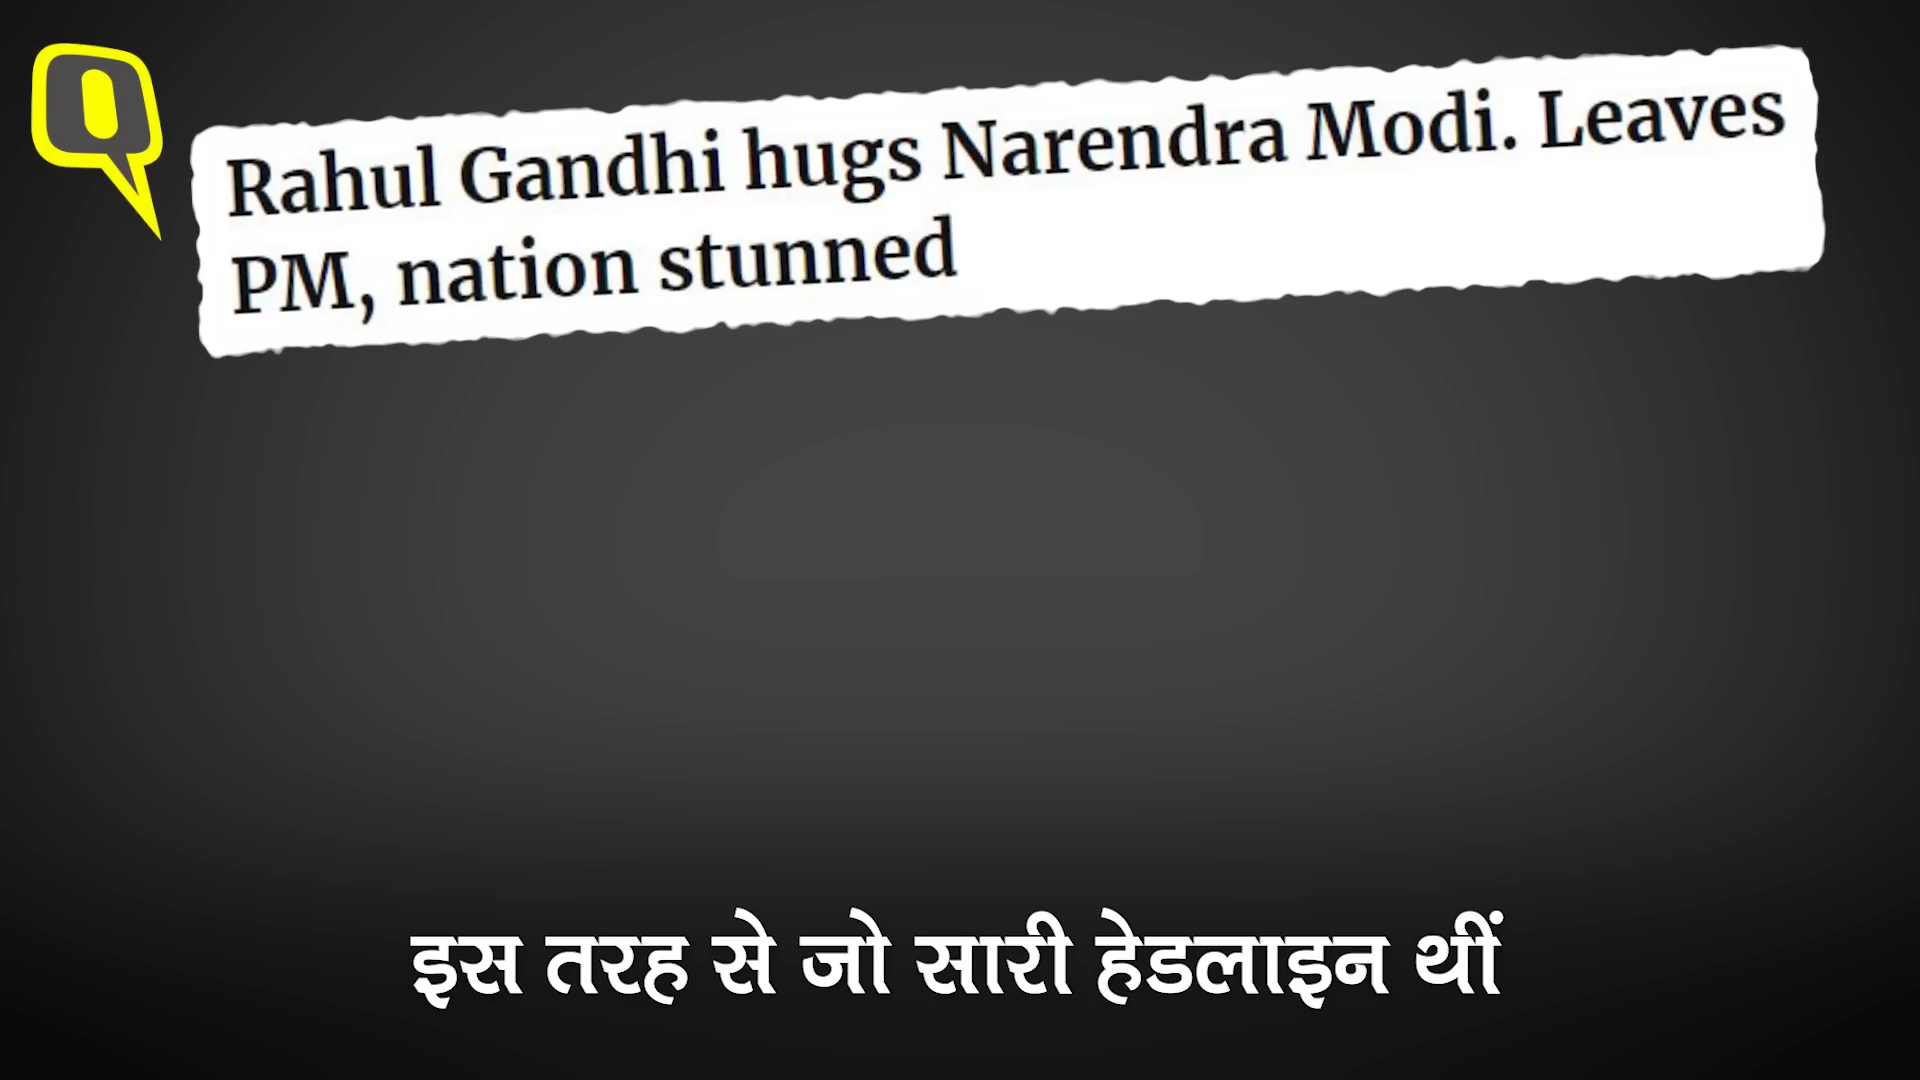 Rahul Gandhi hugs Narendra Modi. Leaves
PM, nation stunned
इस तरह से जो सारी हेडलाइन थीं